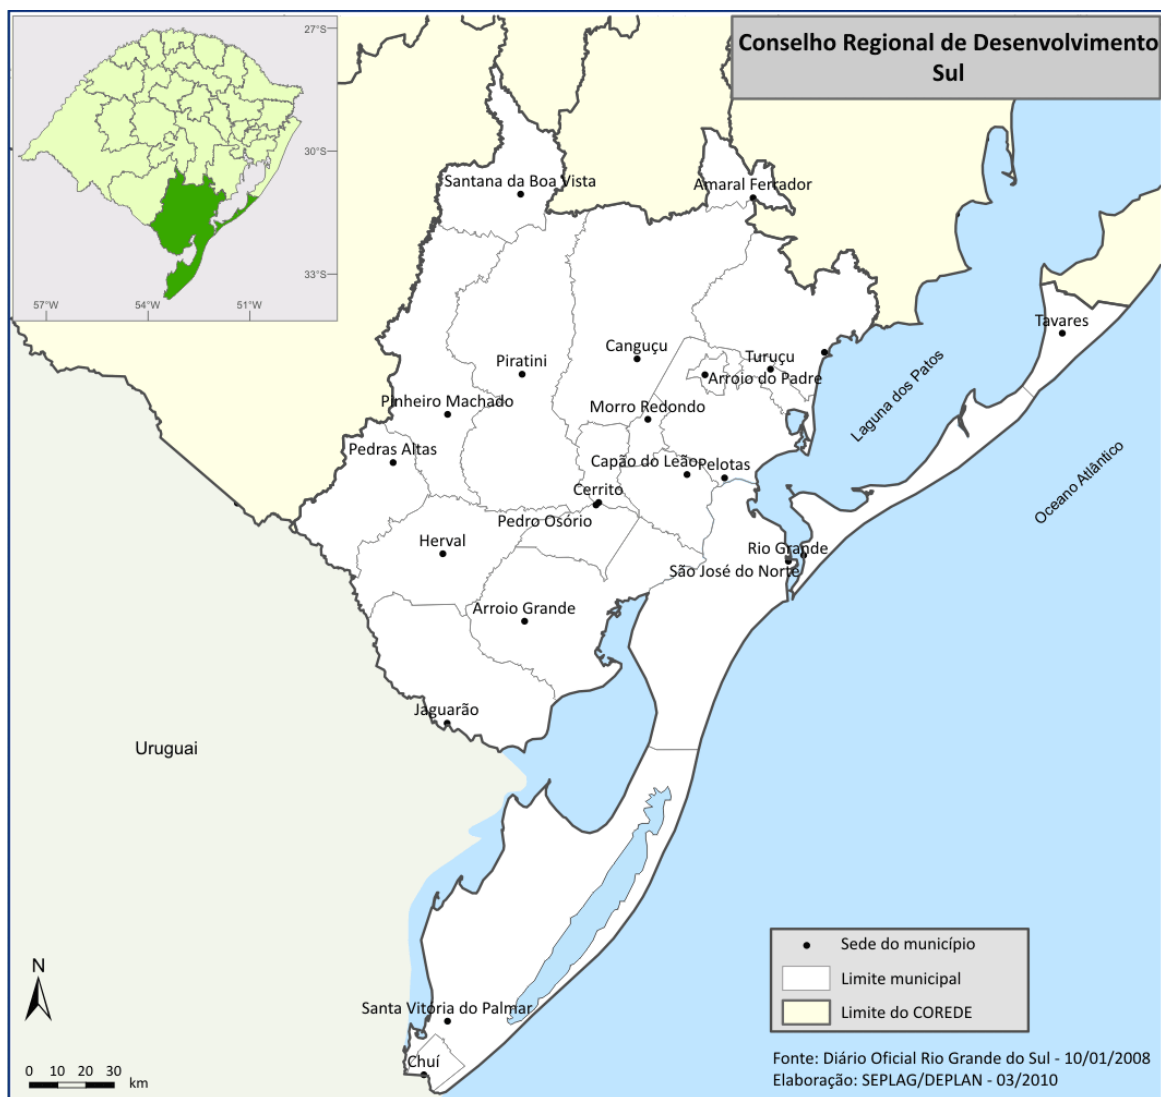 Conselho Regional de Desenvolvimento
Sul
27°S
30°S
33°S
57°W
54°W
51°W
Santana da Boa Vista
Amaral Ferrador
Tavares
Canguçu
Turuçu
Piratini
Arroio do Padre
Pinheiro Machado
Morro Redondo
Laguna dos Patos
Pedras Altas
Capão do Leão
Pelotas
Oceano Atlântico
Cerrito
Pedro Osório
Herval
Rio Grande
São José do Norte
Arroio Grande
Jaguarão
Uruguai
Santa Vitória do Palmar
Chuí
N
0 10 20 30
km
Sede do município
Limite municipal
Limite do COREDE
Fonte: Diário Oficial Rio Grande do Sul - 10/01/2008
Elaboração: SEPLAG/DEPLAN - 03/2010